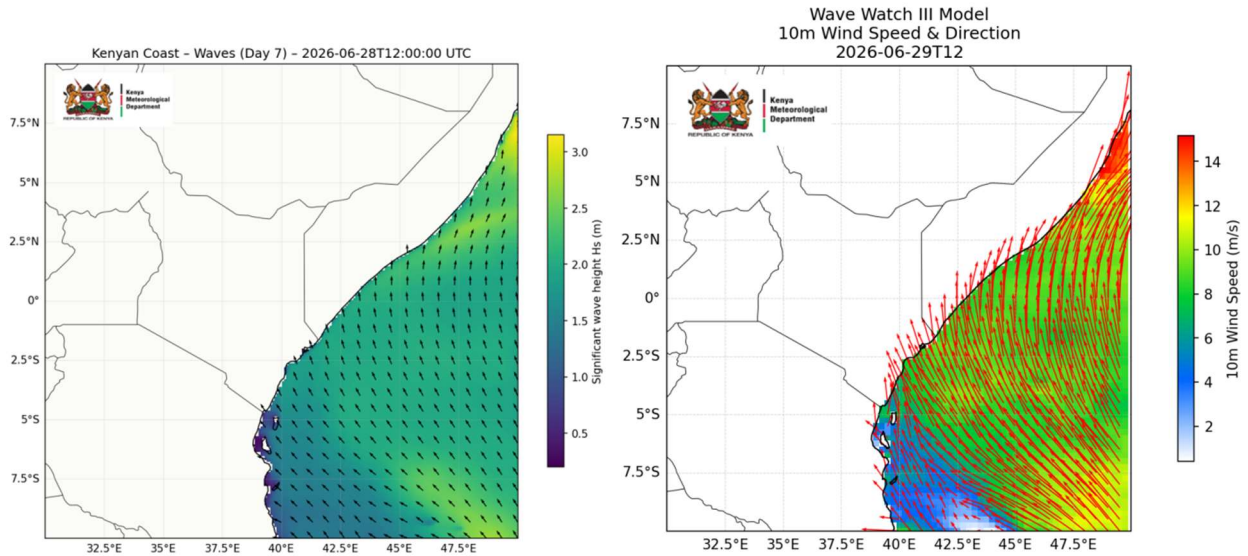 Kenyan Coast – Waves (Day 7) – 2026-06-28T12:00:00 UTC
Kenya
Meteorological
Department
REPUBLIC OF KENYA
7.5°N
5°N
2.5°N
0°
2.5°S
5°S
7.5°S
32.5°E 35°E 37.5°E 40°E 42.5°E 45°E 47.5°E
3.0
2.5
2.0
1.5
1.0
0.5
Significant wave height Hs (m)
Wave Watch III Model
10m Wind Speed & Direction
2026-06-29T12
Kenya
Meteorological
Department
REPUBLIC OF KENYA
7.5°N
5°N
2.5°N
0°
2.5°S
5°S
7.5°S
32.5°E 35°E 37.5°E 40°E 42.5°E 45°E 47.5°E
14
12
10
8
6
4
2
10m Wind Speed (m/s)